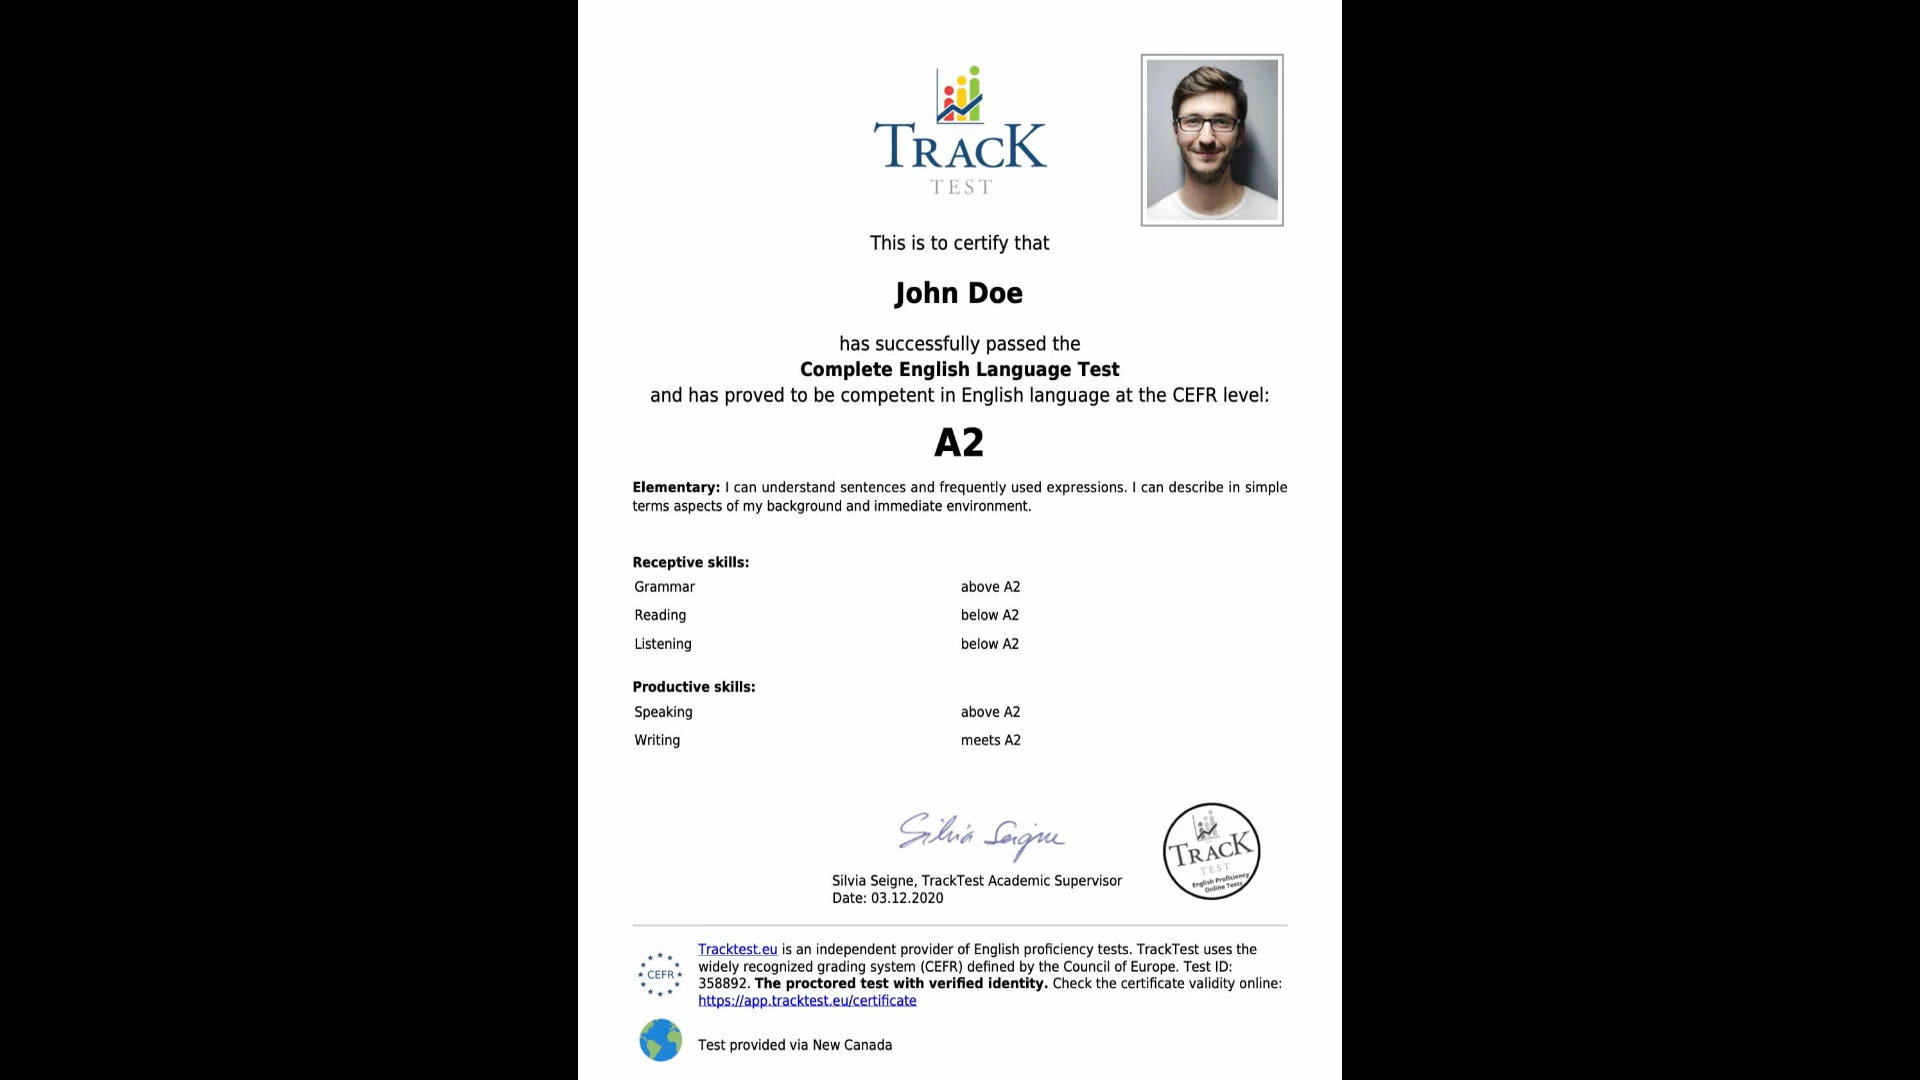 TRACK
TEST
This is to certify that
John Doe
has successfully passed the
Complete English Language Test
and has proved to be competent in English language at the CEFR level:
A2
Elementary: I can understand sentences and frequently used expressions. I can describe in simple
terms aspects of my background and immediate environment.
Receptive skills:
Grammar above A2
Reading below A2
Listening below A2
Productive skills:
Speaking above A2
Writing meets A2
Silvia Seigne
TRACK
TEST
English Proficiency
Online Tests
Silvia Seigne, TrackTest Academic Supervisor
Date: 03.12.2020
CEFR
Tracktest.eu is an independent provider of English proficiency tests. TrackTest uses the
widely recognized grading system (CEFR) defined by the Council of Europe. Test ID:
358892. The proctored test with verified identity. Check the certificate validity online:
https://app.tracktest.eu/certificate
Test provided via New Canada